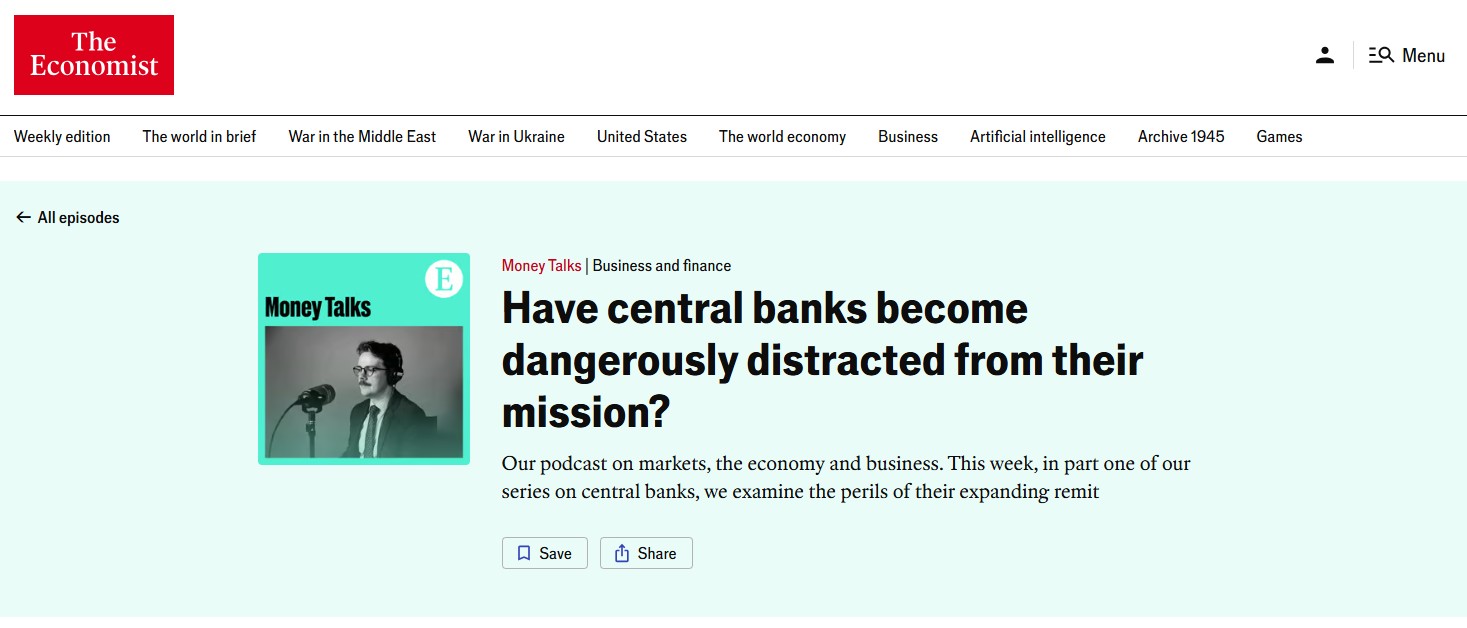 The
Economist
Menu
Weekly edition
The world in brief
War in the Middle East
War in Ukraine
United States
The world economy
Business
Artificial intelligence
Archive 1945
Games
← All episodes
E
Money Talks
Money Talks | Business and finance
Have central banks become
dangerously distracted from their
mission?
Our podcast on markets, the economy and business. This week, in part one of our
series on central banks, we examine the perils of their expanding remit
Save
Share